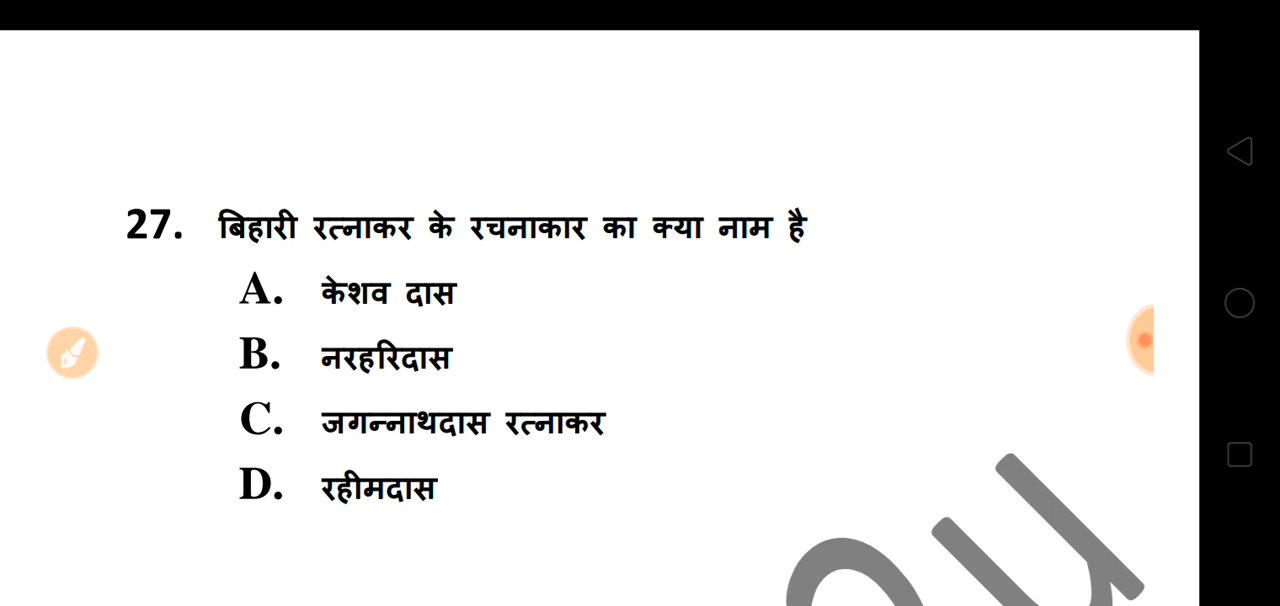 27. बिहारी रत्नाकर के रचनाकार का क्या नाम है
A. केशव दास
B. नरहरिदास
C. जगन्नाथदास रत्नाकर
D. रहीमदास